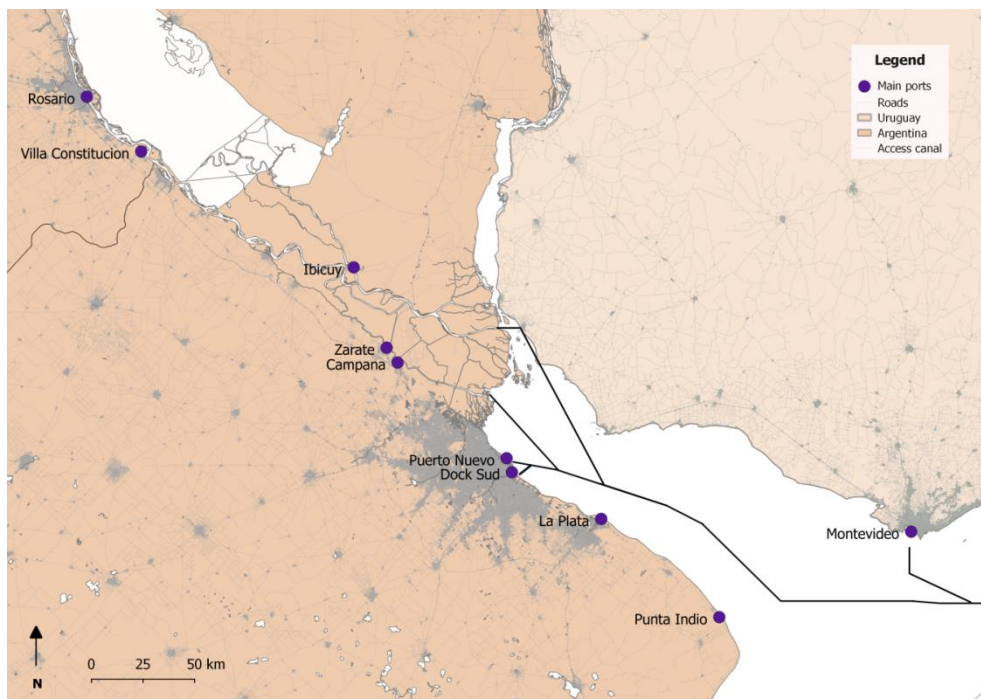 Legend
Main ports
Roads
Uruguay
Argentina
Access canal
Rosario
Villa Constitucion
Ibicuy
Zarate
Campana
Puerto Nuevo
Dock Sud
La Plata
Montevideo
Punta Indio
N
0 25 50 km